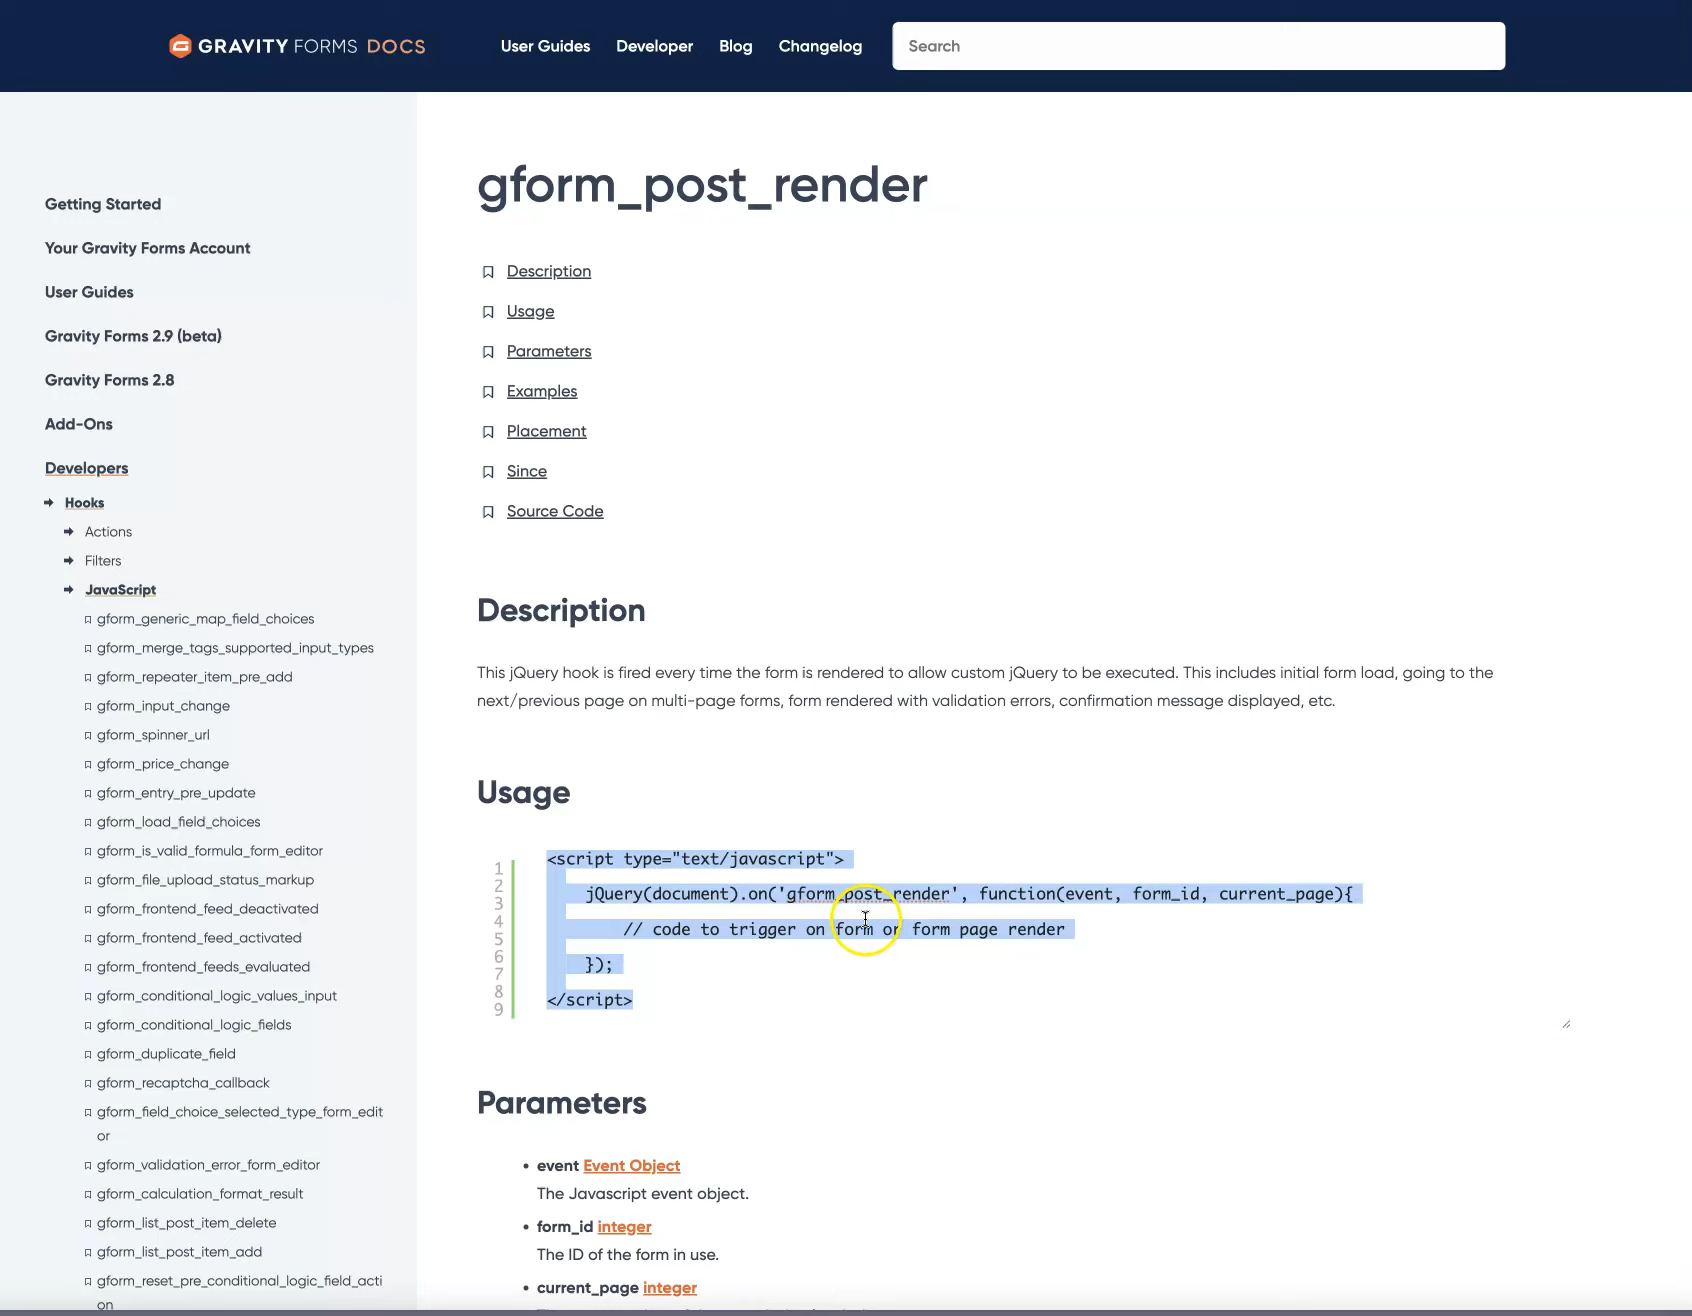 GRAVITY FORMS DOCS
User Guides
Developer
Blog
Changelog
Search
Getting Started
Your Gravity Forms Account
User Guides
Gravity Forms 2.9 (beta)
Gravity Forms 2.8
Add-Ons
Developers
Hooks
Actions
Filters
JavaScript
gform_generic_map_field_choices
gform_merge_tags_supported_input_types
gform_repeater_item_pre_add
gform_input_change
gform_spinner_url
gform_price_change
gform_entry_pre_update
gform_load_field_choices
gform_is_valid_formula_form_editor
gform_file_upload_status_markup
gform_frontend_feed_deactivated
gform_frontend_feed_activated
gform_frontend_feeds_evaluated
gform_conditional_logic_values_input
gform_conditional_logic_fields
gform_duplicate_field
gform_recaptcha_callback
gform_field_choice_selected_type_form_edit
or
gform_validation_error_form_editor
gform_calculation_format_result
gform_list_post_item_delete
gform_list_post_item_add
gform_reset_pre_conditional_logic_field_acti
on
gform_post_render
Description
Usage
Parameters
Examples
Placement
Since
Source Code
Description
This jQuery hook is fired every time the form is rendered to allow custom jQuery to be executed. This includes initial form load, going to the
next/previous page on multi-page forms, form rendered with validation errors, confirmation message displayed, etc.
Usage
1
2
3
4
5
6
7
8
9
<script type="text/javascript">
jQuery(document).on('gform_post_render', function(event, form_id, current_page){
// code to trigger on form or form page render
});
</script>
Parameters
event Event Object
The Javascript event object.
form_id integer
The ID of the form in use.
current_page integer